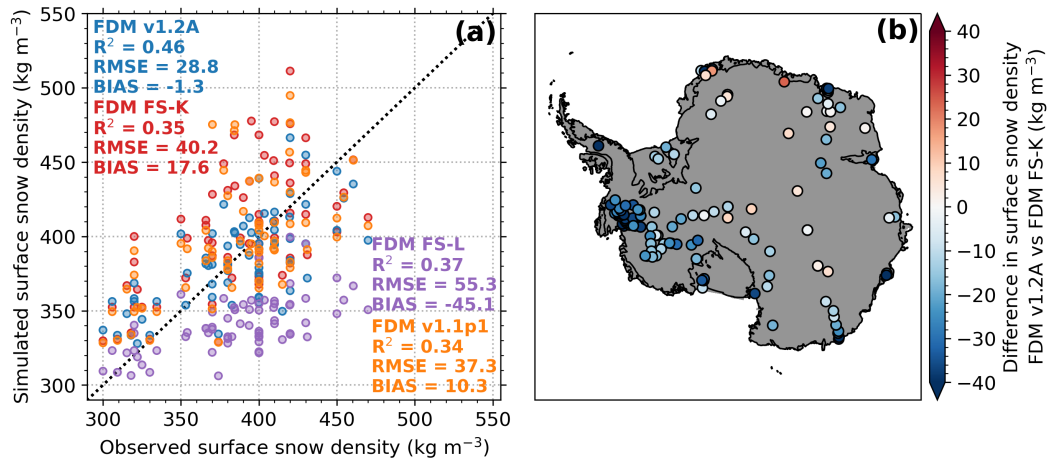 (a)
FDM v1.2A
R² = 0.46
RMSE = 28.8
BIAS = -1.3
FDM FS-K
R² = 0.35
RMSE = 40.2
BIAS = 17.6
FDM FS-L
R² = 0.37
RMSE = 55.3
BIAS = -45.1
FDM v1.1p1
R² = 0.34
RMSE = 37.3
BIAS = 10.3
Simulated surface snow density (kg m⁻³)
550
500
450
400
350
300
300 350 400 450 500 550
Observed surface snow density (kg m⁻³)
(b)
40
30
20
10
0
−10
−20
−30
−40
Difference in surface snow density
FDM v1.2A vs FDM FS-K (kg m⁻³)